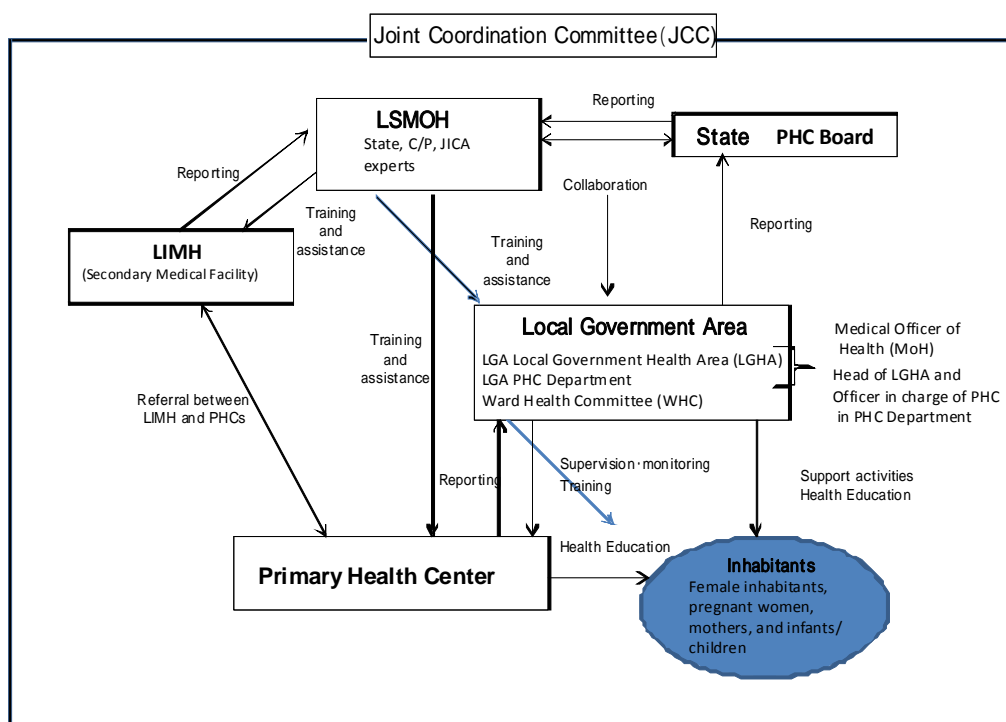 Joint Coordination Committee(JCC)
Reporting
LSMOH
State, C/P, JICA
experts
State PHC Board
Reporting
Collaboration
Training
and
assistance
Reporting
LIMH
(Secondary Medical Facility)
Training
and
assistance
Local Government Area
LGA Local Government Health Area (LGHA)
LGA PHC Department
Ward Health Committee (WHC)
Medical Officer of
Health (MoH)
Head of LGHA and
Officer in charge of PHC
in PHC Department
Training
and
assistance
Referral between
LIMH and PHCs
Reporting
Supervision·monitoring
Training
Support activities
Health Education
Health Education
Primary Health Center
Inhabitants
Female inhabitants,
pregnant women,
mothers, and infants/
children